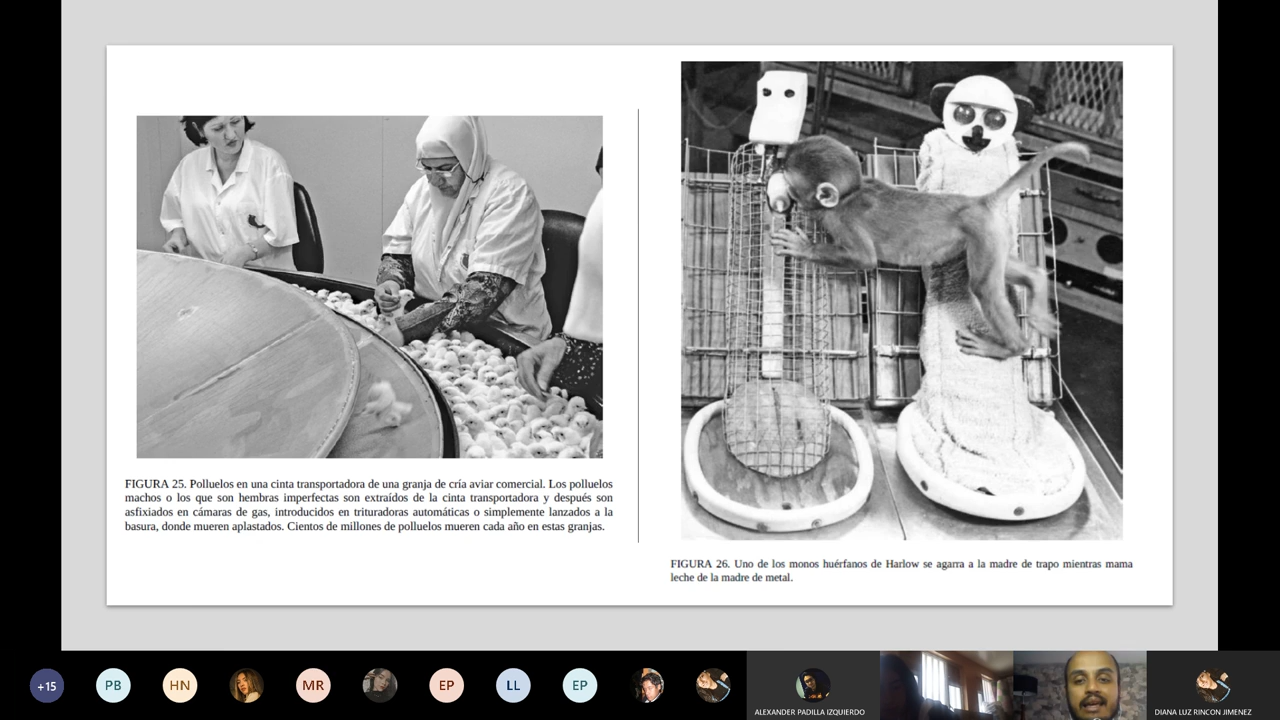 FIGURA 25. Polluelos en una cinta transportadora de una granja de cría aviar comercial. Los polluelos
machos o los que son hembras imperfectas son extraídos de la cinta transportadora y después son
asfixiados en cámaras de gas, introducidos en trituradoras automáticas o simplemente lanzados a la
basura, donde mueren aplastados. Cientos de millones de polluelos mueren cada año en estas granjas.
FIGURA 26. Uno de los monos huérfanos de Harlow se agarra a la madre de trapo mientras mama
leche de la madre de metal.
+15
PB
HN
MR
EP
LL
EP
ALEXANDER PADILLA IZQUIERDO
DIANA LUZ RINCON JIMENEZ